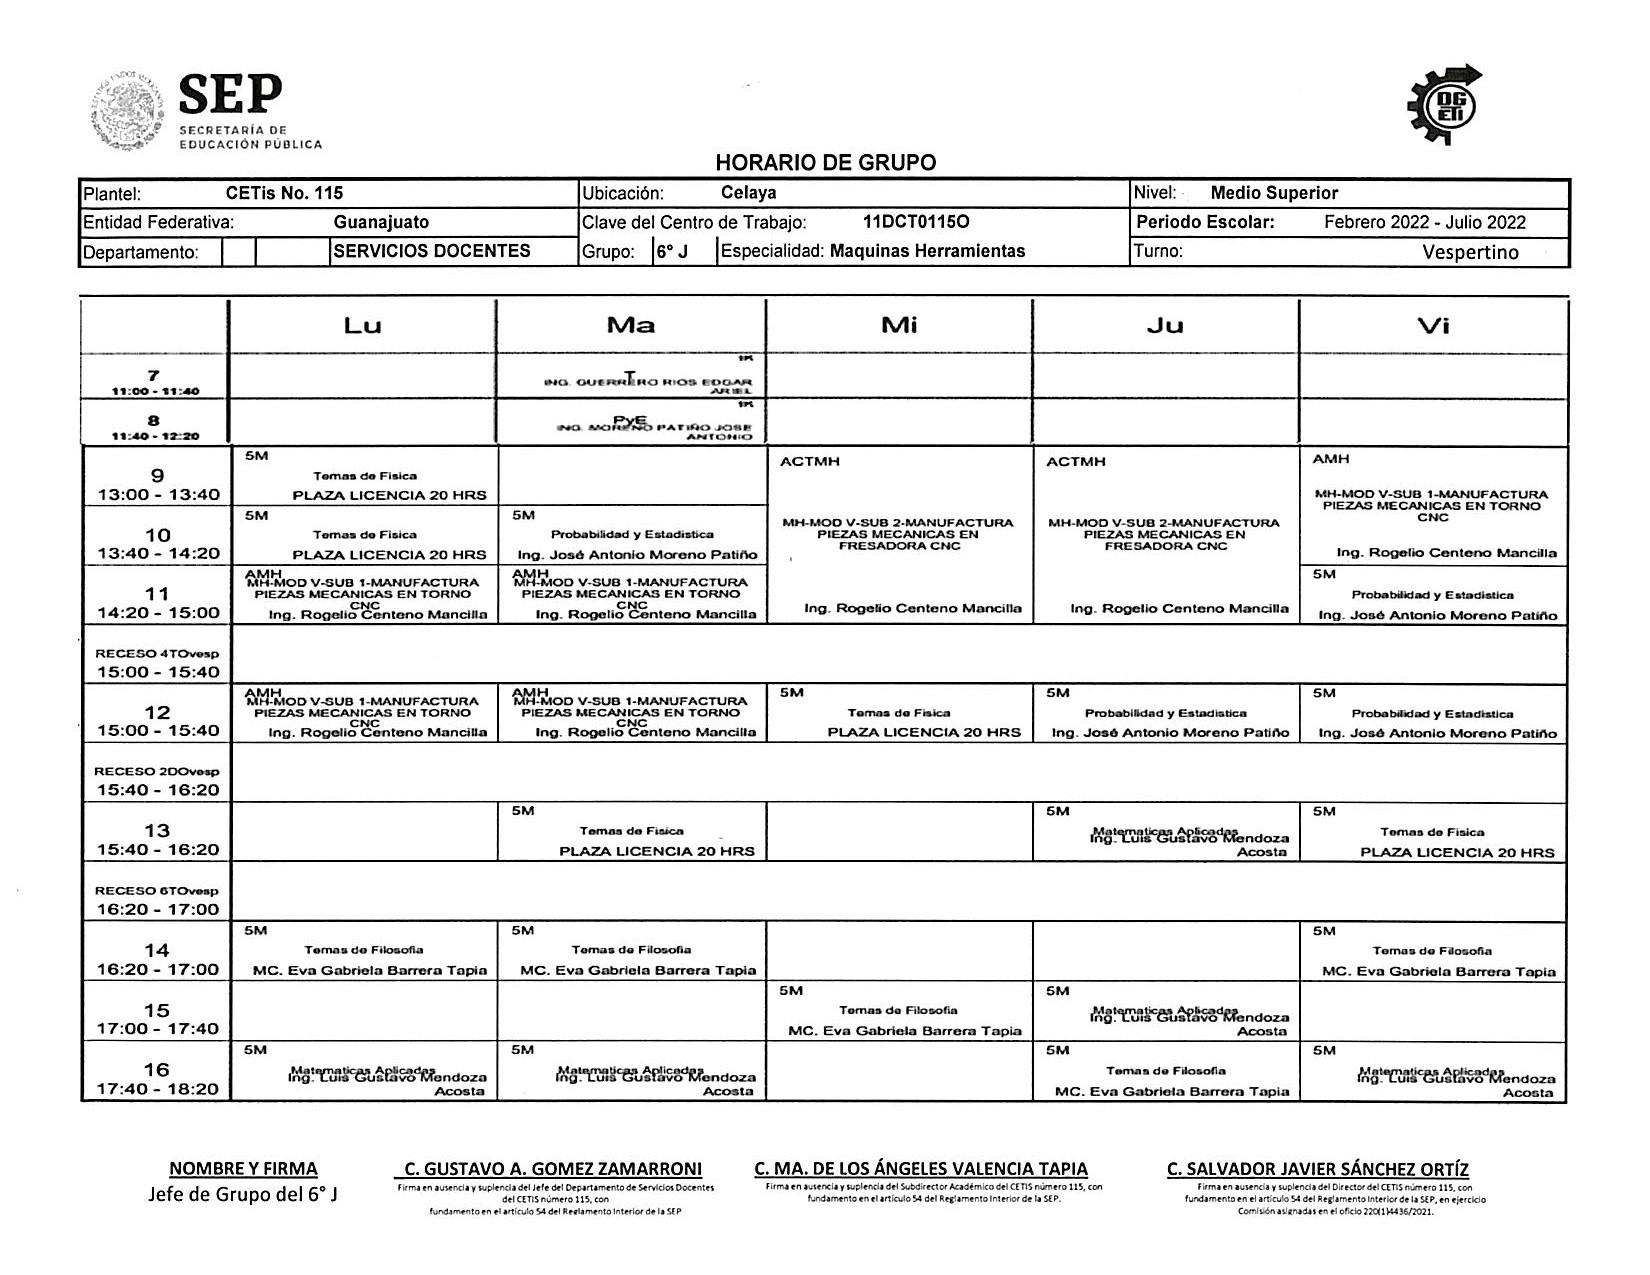 SEP
SECRETARÍA DE
EDUCACIÓN PÚBLICA
DG
ETI
HORARIO DE GRUPO
Plantel: CETis No. 115 Ubicación: Celaya Nivel: Medio Superior
Entidad Federativa: Guanajuato Clave del Centro de Trabajo: 11DCT0115O Periodo Escolar: Febrero 2022 - Julio 2022
Departamento: SERVICIOS DOCENTES Grupo: 6° J Especialidad: Maquinas Herramientas Turno: Vespertino
Lu Ma Mi Ju Vi
7
11:00 - 11:40
T
ING. GUERRERO RIOS EDGAR
ARIEL
8
11:40 - 12:20
PyE
ING. MORENO PATIÑO JOSE
ANTONIO
9
13:00 - 13:40
5M
Temas de Fisica
PLAZA LICENCIA 20 HRS
ACTMH
MH-MOD V-SUB 2-MANUFACTURA
PIEZAS MECANICAS EN
FRESADORA CNC
Ing. Rogelio Centeno Mancilla
ACTMH
MH-MOD V-SUB 2-MANUFACTURA
PIEZAS MECANICAS EN
FRESADORA CNC
Ing. Rogelio Centeno Mancilla
AMH
MH-MOD V-SUB 1-MANUFACTURA
PIEZAS MECANICAS EN TORNO
CNC
Ing. Rogelio Centeno Mancilla
10
13:40 - 14:20
5M
Temas de Fisica
PLAZA LICENCIA 20 HRS
5M
Probabilidad y Estadistica
Ing. José Antonio Moreno Patiño
11
14:20 - 15:00
AMH
MH-MOD V-SUB 1-MANUFACTURA
PIEZAS MECANICAS EN TORNO
CNC
Ing. Rogelio Centeno Mancilla
AMH
MH-MOD V-SUB 1-MANUFACTURA
PIEZAS MECANICAS EN TORNO
CNC
Ing. Rogelio Centeno Mancilla
5M
Probabilidad y Estadistica
Ing. José Antonio Moreno Patiño
RECESO 4TOvesp
15:00 - 15:40
12
15:00 - 15:40
AMH
MH-MOD V-SUB 1-MANUFACTURA
PIEZAS MECANICAS EN TORNO
CNC
Ing. Rogelio Centeno Mancilla
AMH
MH-MOD V-SUB 1-MANUFACTURA
PIEZAS MECANICAS EN TORNO
CNC
Ing. Rogelio Centeno Mancilla
5M
Temas de Fisica
PLAZA LICENCIA 20 HRS
5M
Probabilidad y Estadistica
Ing. José Antonio Moreno Patiño
5M
Probabilidad y Estadistica
Ing. José Antonio Moreno Patiño
RECESO 2DOvesp
15:40 - 16:20
13
15:40 - 16:20
5M
Temas de Fisica
PLAZA LICENCIA 20 HRS
5M
Matematicas Aplicadas
Ing. Luis Gustavo Mendoza
Acosta
5M
Temas de Fisica
PLAZA LICENCIA 20 HRS
RECESO 6TOvesp
16:20 - 17:00
14
16:20 - 17:00
5M
Temas de Filosofia
MC. Eva Gabriela Barrera Tapia
5M
Temas de Filosofia
MC. Eva Gabriela Barrera Tapia
5M
Temas de Filosofia
MC. Eva Gabriela Barrera Tapia
15
17:00 - 17:40
5M
Temas de Filosofia
MC. Eva Gabriela Barrera Tapia
5M
Matematicas Aplicadas
Ing. Luis Gustavo Mendoza
Acosta
16
17:40 - 18:20
5M
Matematicas Aplicadas
Ing. Luis Gustavo Mendoza
Acosta
5M
Matematicas Aplicadas
Ing. Luis Gustavo Mendoza
Acosta
5M
Temas de Filosofia
MC. Eva Gabriela Barrera Tapia
5M
Matematicas Aplicadas
Ing. Luis Gustavo Mendoza
Acosta
NOMBRE Y FIRMA
Jefe de Grupo del 6° J
C. GUSTAVO A. GOMEZ ZAMARRONI
Firma en ausencia y suplencia del Jefe del Departamento de Servicios Docentes
del CETIS número 115, con
fundamento en el artículo 54 del Reglamento Interior de la SEP
C. MA. DE LOS ÁNGELES VALENCIA TAPIA
Firma en ausencia y suplencia del Subdirector Académico del CETIS número 115, con
fundamento en el artículo 54 del Reglamento Interior de la SEP.
C. SALVADOR JAVIER SÁNCHEZ ORTÍZ
Firma en ausencia y suplencia del Director del CETIS número 115, con
fundamento en el artículo 54 del Reglamento Interior de la SEP, en ejercicio
Comisión asignadas en el oficio 220(1)4436/2021.